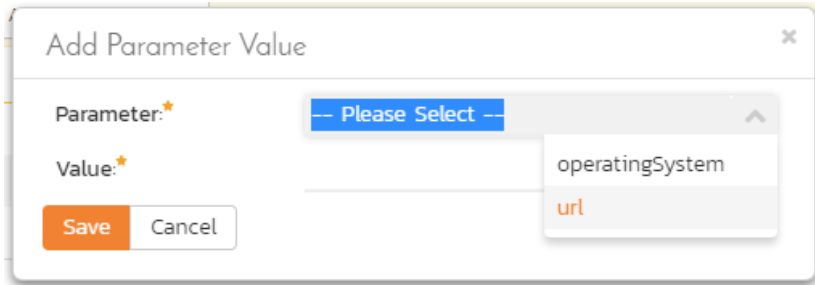 Add Parameter Value
×
Parameter:
-- Please Select --
operatingSystem
Value:
url
Save
Cancel